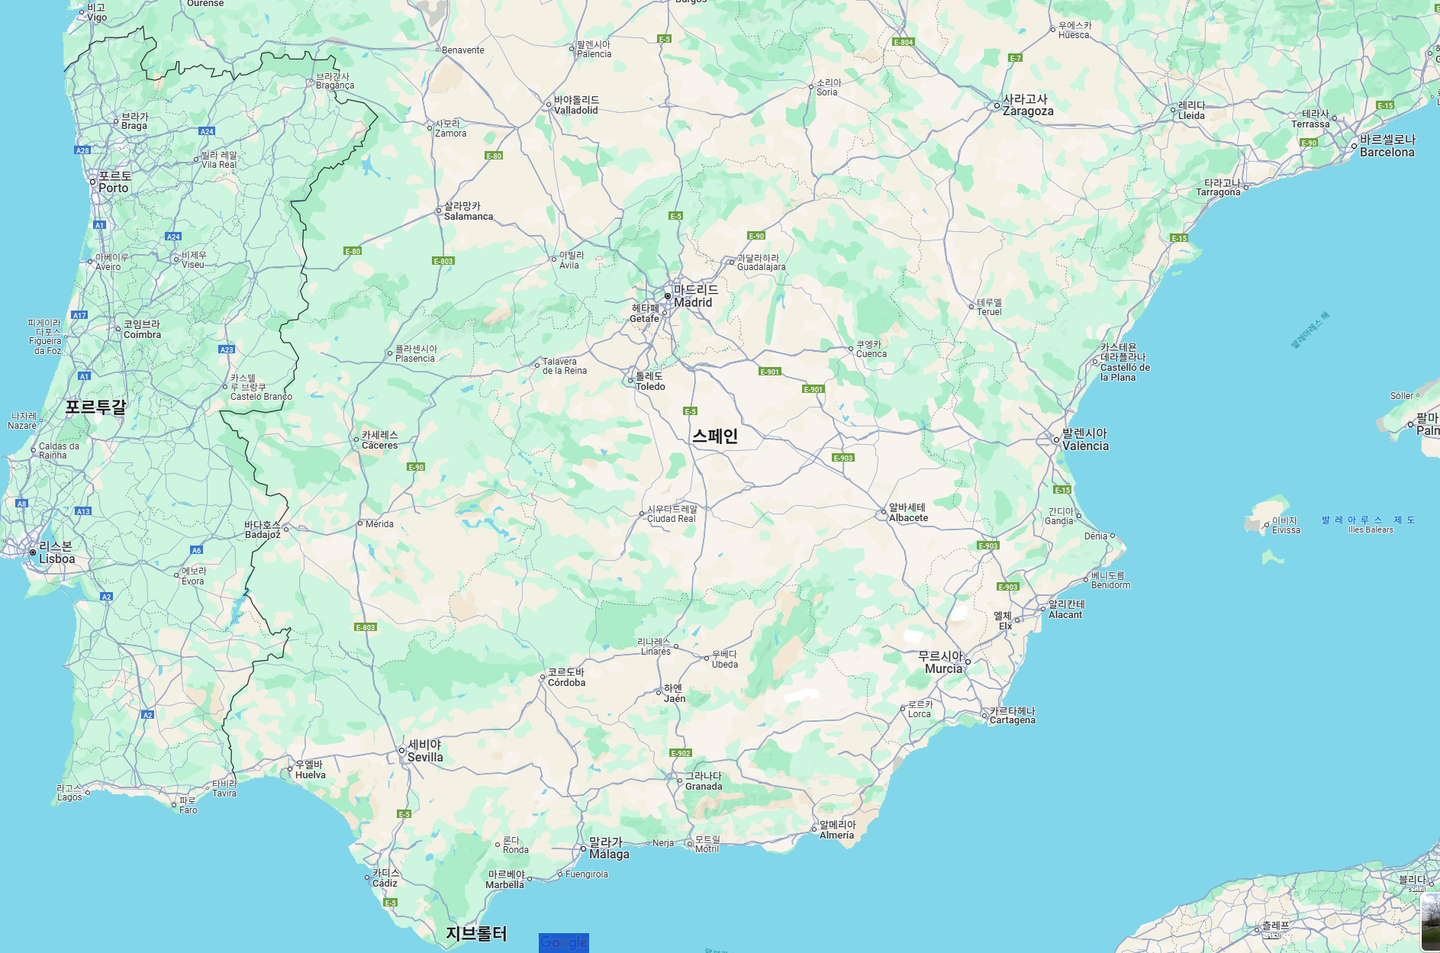 비고
Vigo
Ourense
Burgos
E-5
E-804
우에스카
Huesca
E-7
Benavente
팔렌시아
Palencia
브라간사
Bragança
소리아
Soria
바야돌리드
Valladolid
사라고사
Zaragoza
레리다
Lleida
E-15
테라사
Terrassa
브라가
Braga
A24
사모라
Zamora
A28
E-80
빌라 레알
Vila Real
E-90
바르셀로나
Barcelona
포르토
Porto
타라고나
Tarragona
살라망카
Salamanca
E-5
A1
A24
E-90
E-15
E-80
E-803
아베이루
Aveiro
비제우
Viseu
아빌라
Ávila
과달라하라
Guadalajara
마드리드
Madrid
헤타페
Getafe
테루엘
Teruel
발레아레스 해
A17
피게이라
다포스
Figueira
da Foz
코임브라
Coimbra
A23
플라센시아
Plasencia
쿠엥카
Cuenca
카스테욘
데라플라나
Castelló de
la Plana
Talavera
de la Reina
E-901
A1
카스텔
루 브랑쿠
Castelo Branco
톨레도
Toledo
E-901
Sóller
포르투갈
나자레
Nazaré
E-5
팔마
Palm
스페인
카세레스
Cáceres
발렌시아
València
Caldas da
Rainha
E-90
E-903
E-15
A8
A13
시우다드레알
Ciudad Real
알바세테
Albacete
간디아
Gandia
이비자
Eivissa
발레아루스 제도
Illes Balears
바다호스
Badajoz
Mérida
Dénia
리스본
Lisboa
A6
E-903
에보라
Évora
베니도름
Benidorm
E-903
A2
알리칸테
Alacant
엘체
Elx
E-803
리나레스
Linares
우베다
Úbeda
무르시아
Murcia
코르도바
Córdoba
하엔
Jaén
로르카
Lorca
카르타헤나
Cartagena
A2
세비야
Sevilla
E-902
우엘바
Huelva
그라나다
Granada
라고스
Lagos
타비라
Tavira
파로
Faro
E-5
알메리아
Almería
론다
Ronda
말라가
Málaga
Nerja
모트릴
Motril
카디스
Cádiz
마르베야
Marbella
Fuengirola
블리다
E-5
즐레프
지브롤터
Google